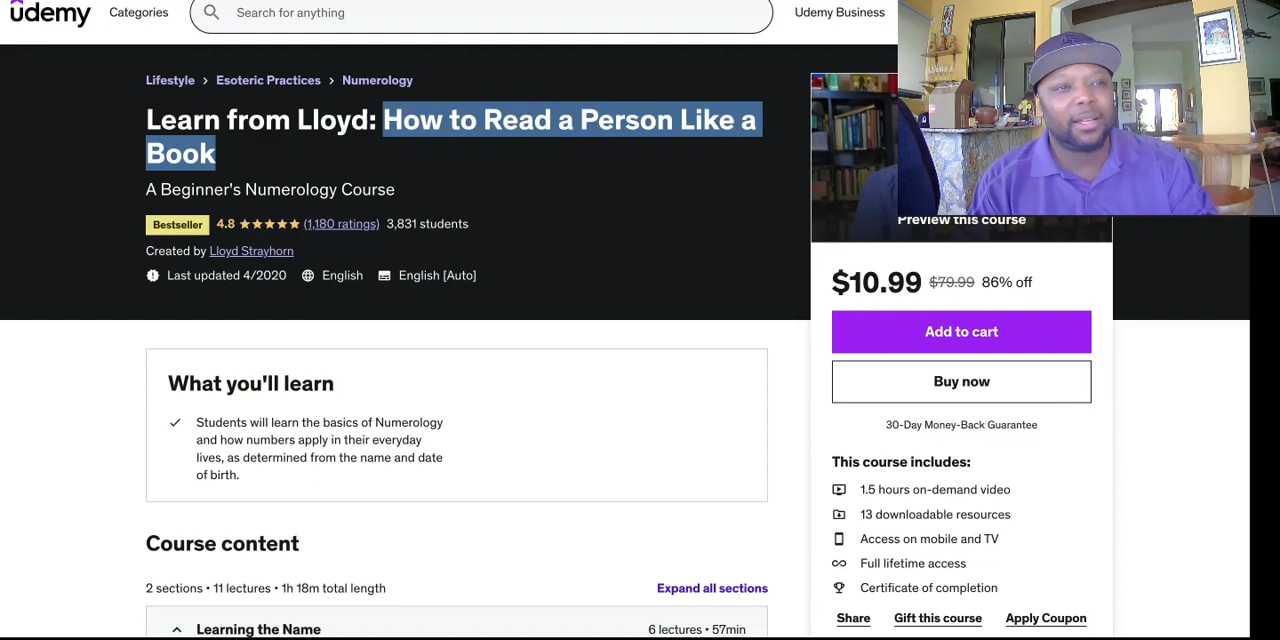 udemy
Categories
Search for anything
Udemy Business
Lifestyle > Esoteric Practices > Numerology
Learn from Lloyd: How to Read a Person Like a
Book
A Beginner's Numerology Course
Bestseller 4.8 (1,180 ratings) 3,831 students
Created by Lloyd Strayhorn
Last updated 4/2020 English English [Auto]
Preview this course
$10.99 $79.99 86% off
Add to cart
Buy now
30-Day Money-Back Guarantee
This course includes:
1.5 hours on-demand video
13 downloadable resources
Access on mobile and TV
Full lifetime access
Certificate of completion
Share Gift this course Apply Coupon
What you'll learn
Students will learn the basics of Numerology
and how numbers apply in their everyday
lives, as determined from the name and date
of birth.
Course content
2 sections • 11 lectures • 1h 18m total length
Expand all sections
Learning the Name
6 lectures • 57min